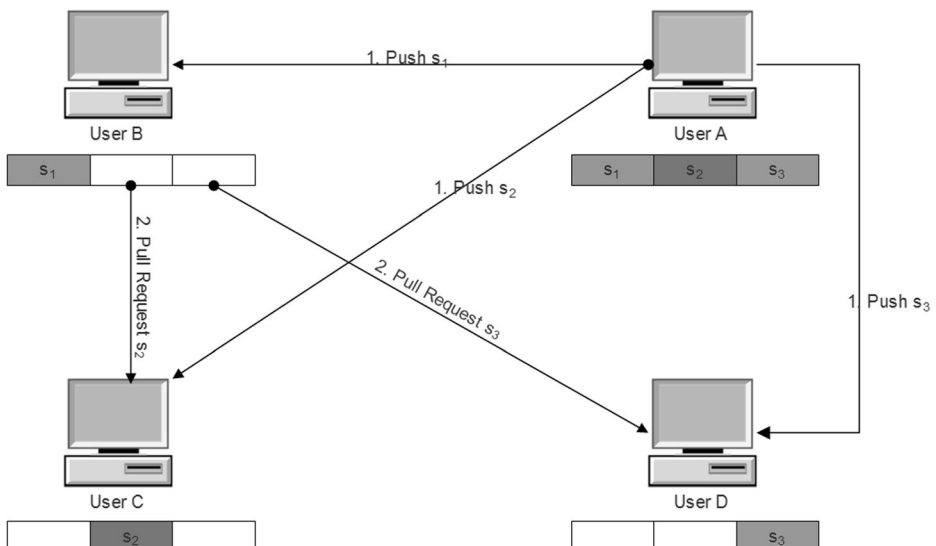 1. Push s₁
User B
User A
s₁
s₁ s₂ s₃
1. Push s₂
2. Pull Request s₂
2. Pull Request s₃
1. Push s₃
User C
User D
s₂
s₃